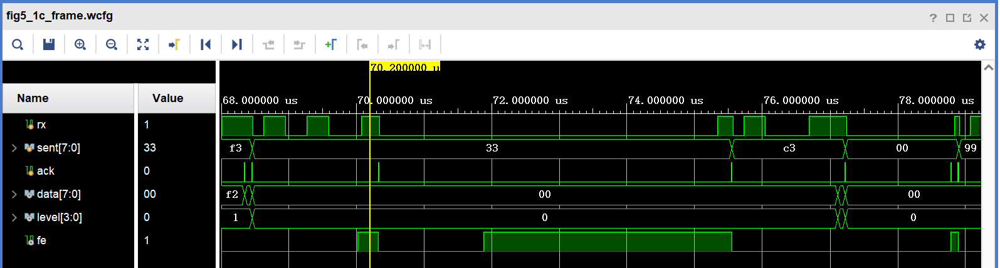 fig5_1c_frame.wcfg
?
70.200000 u
Name Value
68.000000 us 70.000000 us 72.000000 us 74.000000 us 76.000000 us 78.000000 us
rx 1
sent[7:0] 33 f3 33 c3 00 99
ack 0
data[7:0] 00 f2 00 00
level[3:0] 0 1 0 0
fe 1